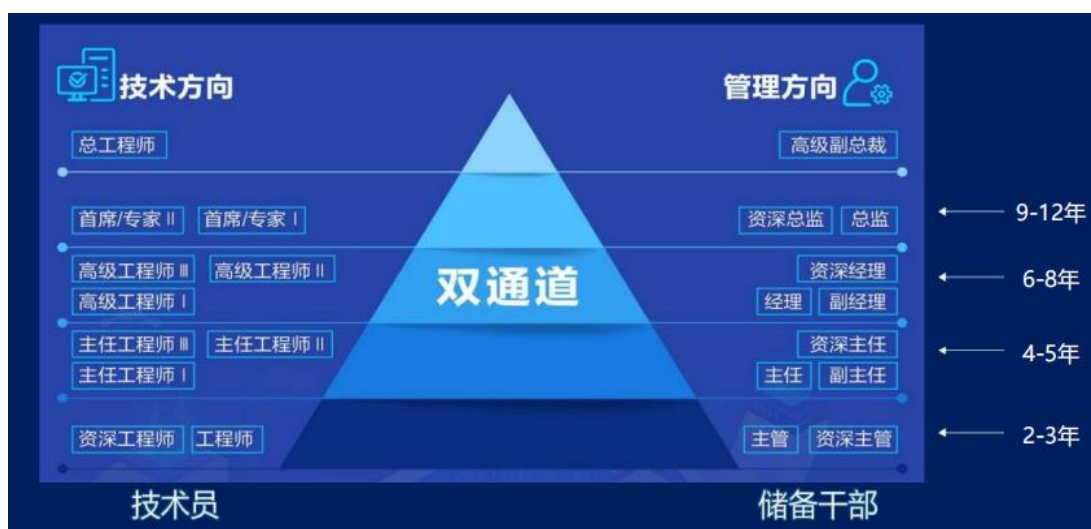 技术方向
管理方向
总工程师
高级副总裁
首席/专家Ⅱ 首席/专家Ⅰ
资深总监 总监
9-12年
高级工程师Ⅲ 高级工程师Ⅱ
高级工程师Ⅰ
双通道
资深经理
经理 副经理
6-8年
主任工程师Ⅲ 主任工程师Ⅱ
主任工程师Ⅰ
资深主任
主任 副主任
4-5年
资深工程师 工程师
主管 资深主管
2-3年
技术员
储备干部